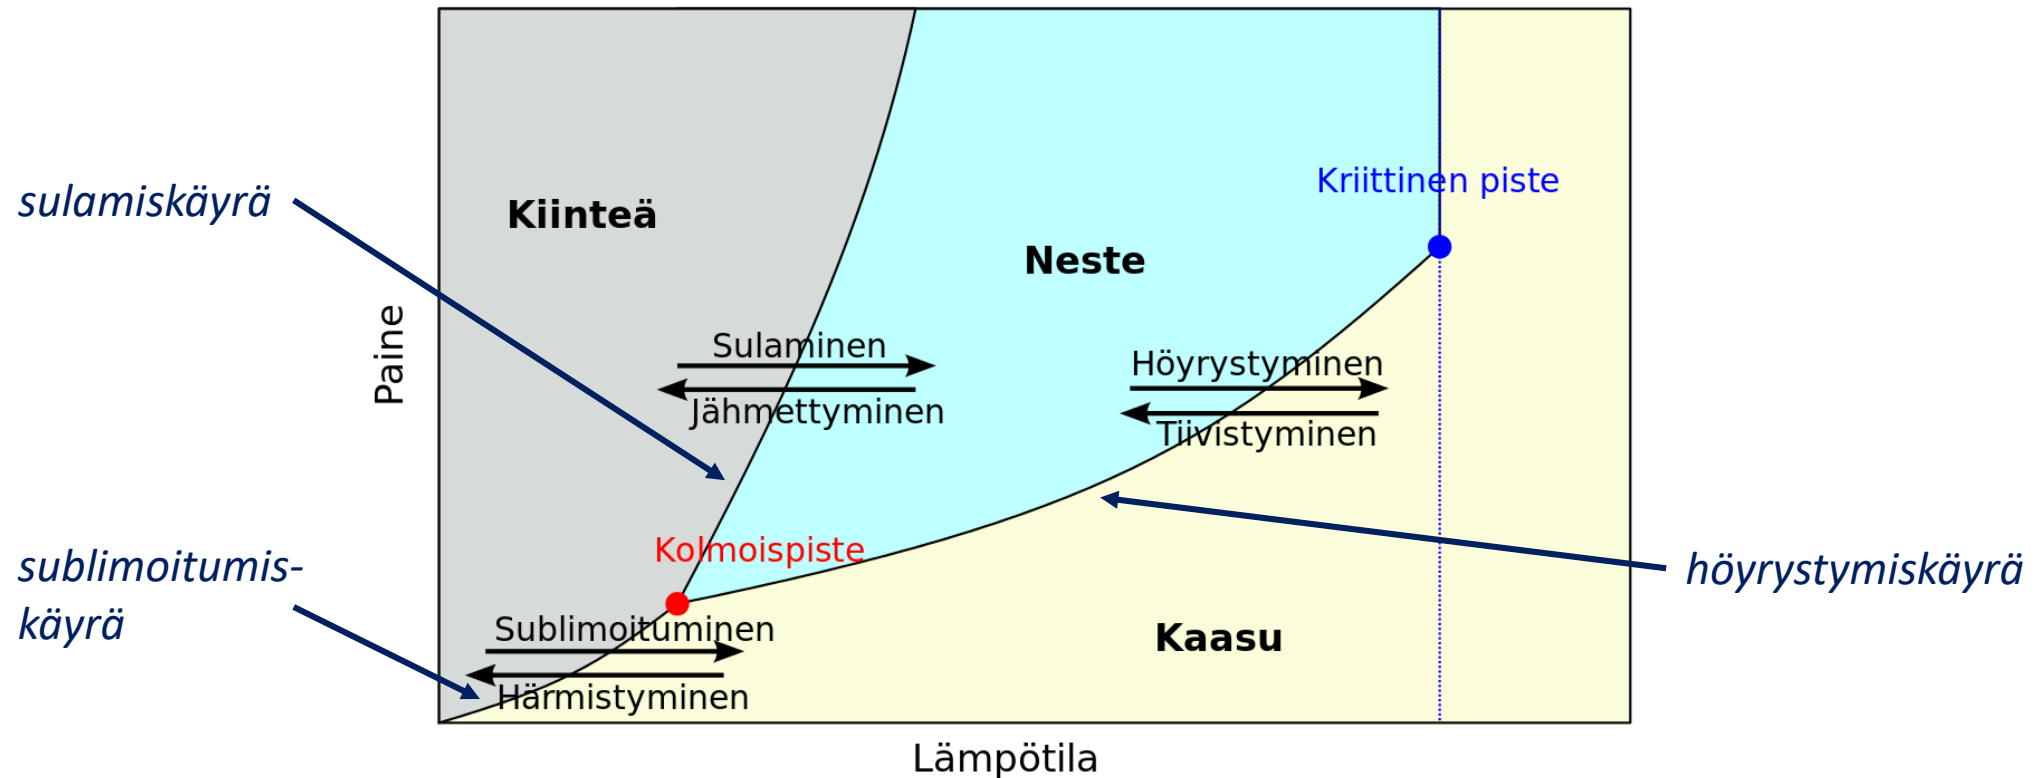 sulamiskäyrä
Kiinteä
Kriittinen piste
Neste
Paine
Sulaminen
Jähmettyminen
Höyrystyminen
Tiivistyminen
Kolmoispiste
sublimoitumis-
käyrä
höyrystymiskäyrä
Sublimoituminen
Härmistyminen
Kaasu
Lämpötila